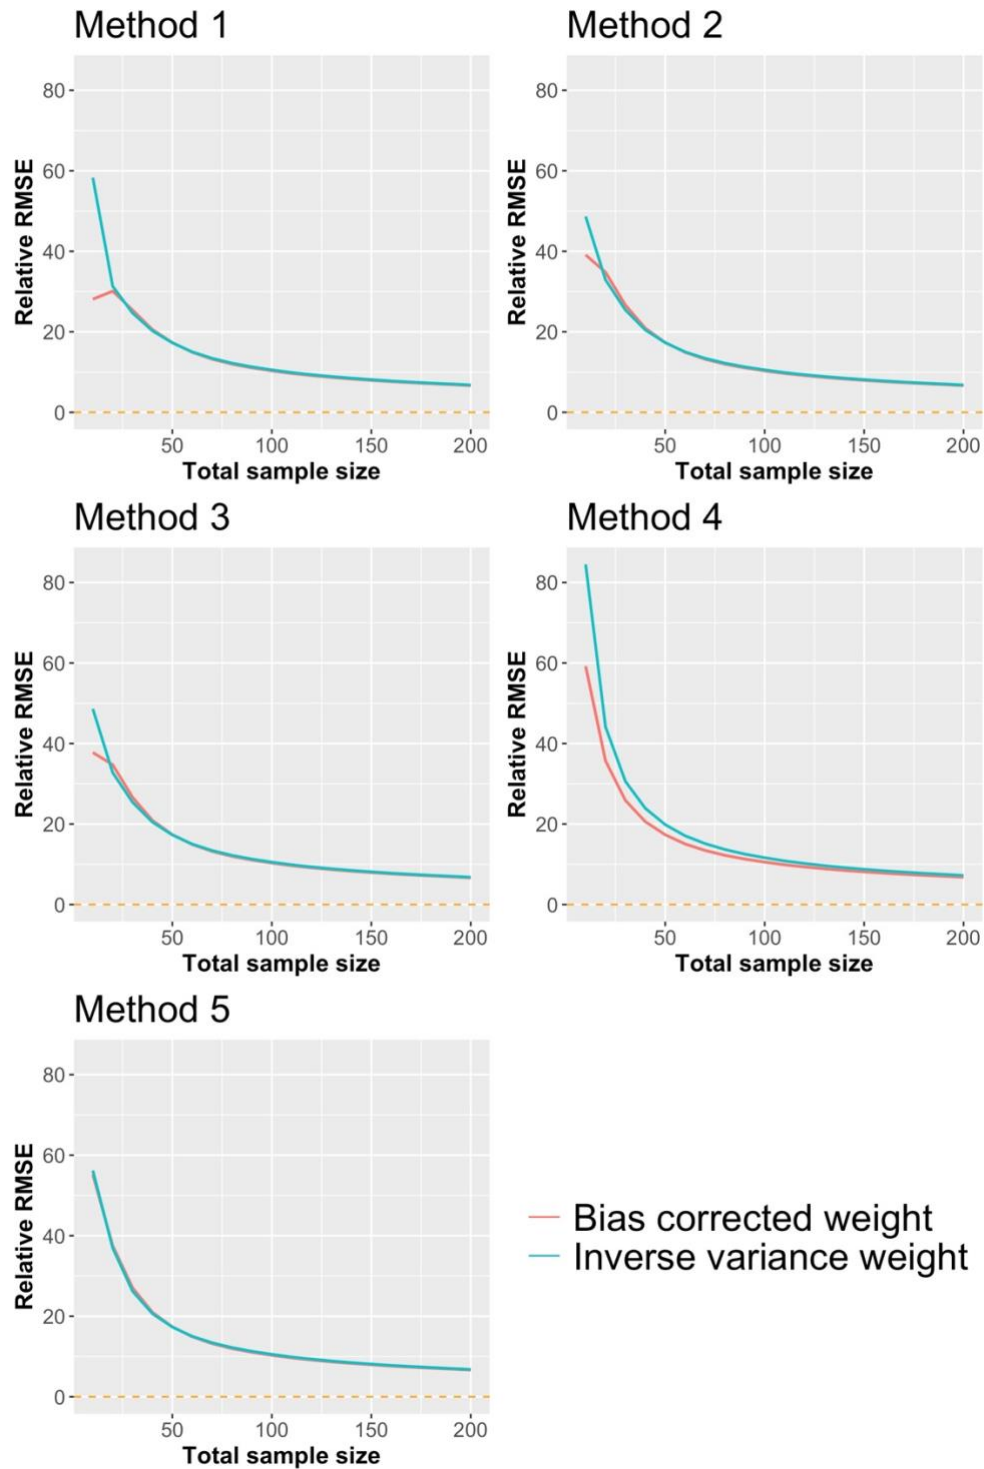 Method 1
Relative RMSE
80
60
40
20
0
50 100 150 200
Total sample size
Method 2
Relative RMSE
80
60
40
20
0
50 100 150 200
Total sample size
Method 3
Relative RMSE
80
60
40
20
0
50 100 150 200
Total sample size
Method 4
Relative RMSE
80
60
40
20
0
50 100 150 200
Total sample size
Method 5
Relative RMSE
80
60
40
20
0
50 100 150 200
Total sample size
Bias corrected weight
Inverse variance weight